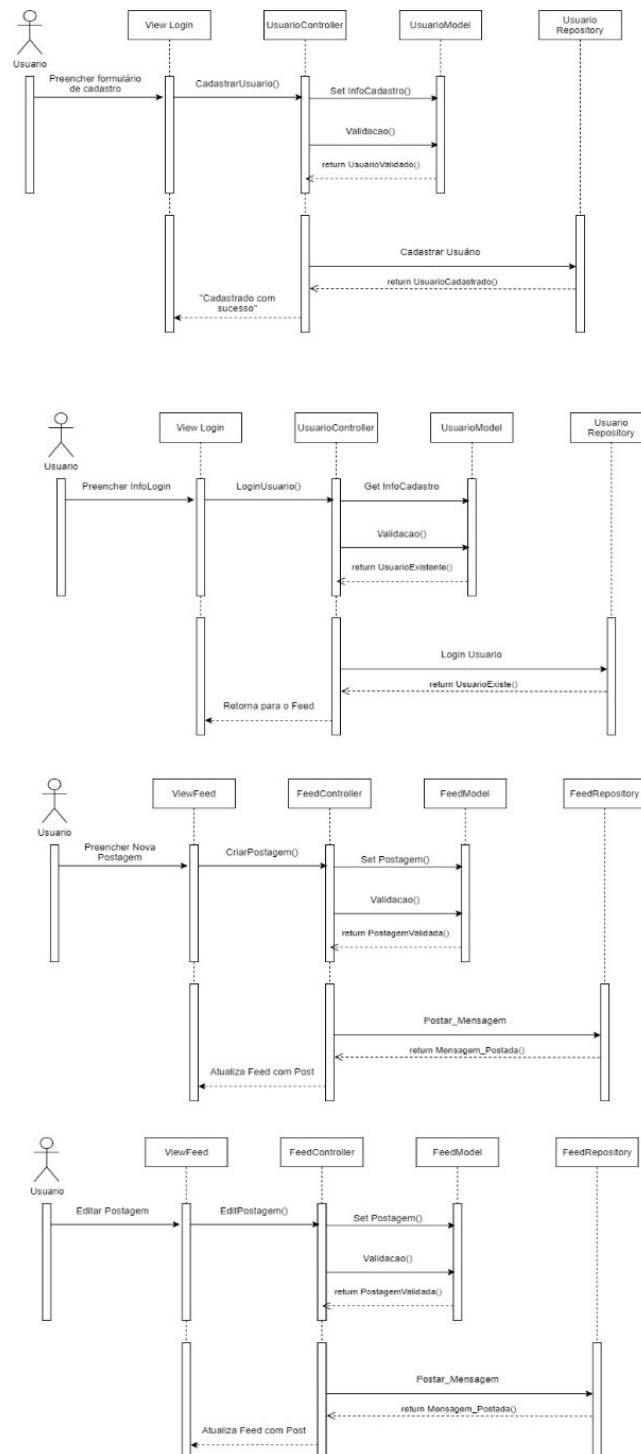 View Login
UsuarioController
UsuarioModel
Usuario
Repository
Usuario
Preencher formulário
de cadastro
CadastrarUsuario()
Set InfoCadastro()
Validacao()
return UsuarioValidado()
Cadastrar Usuário
return UsuarioCadastrado()
"Cadastrado com
sucesso"
View Login
UsuarioController
UsuarioModel
Usuario
Repository
Usuario
Preencher InfoLogin
LoginUsuario()
Get InfoCadastro
Validacao()
return UsuarioExistente()
Login Usuario
return UsuarioExiste()
Retorna para o Feed
ViewFeed
FeedController
FeedModel
FeedRepository
Usuario
Preencher Nova
Postagem
CriarPostagem()
Set Postagem()
Validacao()
return PostagemValidada()
Postar_Mensagem
return Mensagem_Postada()
Atualiza Feed com Post
ViewFeed
FeedController
FeedModel
FeedRepository
Usuario
Editar Postagem
EditPostagem()
Set Postagem()
Validacao()
return PostagemValidada()
Postar_Mensagem
return Mensagem_Postada()
Atualiza Feed com Post